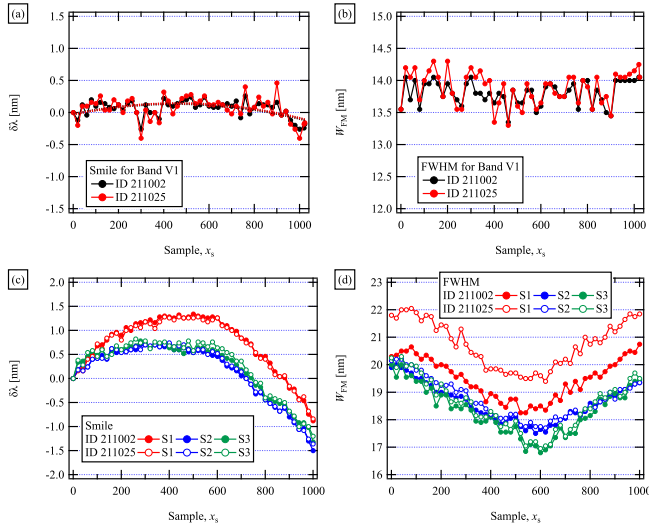 (a)
1.5
1.0
0.5
0.0
-0.5
-1.0
-1.5
δλ [nm]
Smile for Band V1
ID 211002
ID 211025
0 200 400 600 800 1000
Sample, xs
(b)
15.0
14.5
14.0
13.5
13.0
12.5
12.0
WFM [nm]
FWHM for Band V1
ID 211002
ID 211025
0 200 400 600 800 1000
Sample, xs
(c)
2.0
1.5
1.0
0.5
0.0
-0.5
-1.0
-1.5
-2.0
δλ [nm]
Smile
ID 211002 S1 S2 S3
ID 211025 S1 S2 S3
0 200 400 600 800 1000
Sample, xs
(d)
23
22
21
20
19
18
17
16
WFM [nm]
FWHM
ID 211002 S1 S2 S3
ID 211025 S1 S2 S3
0 200 400 600 800 1000
Sample, xs